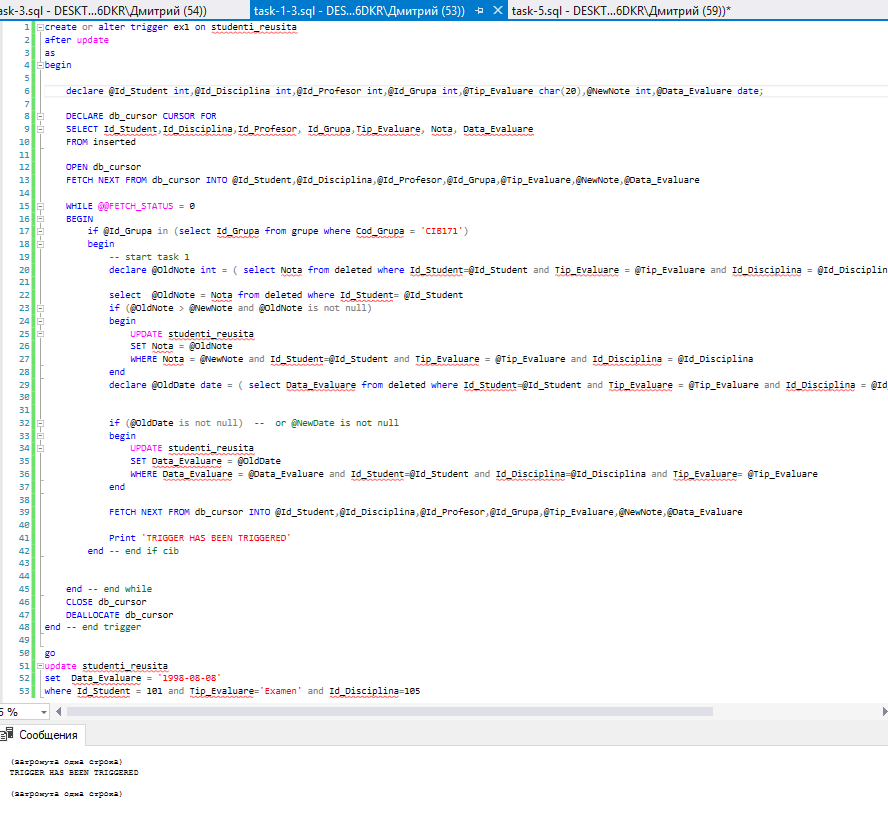 ask-3.sql - DESKT...6DKR\Дмитрий (54))
task-1-3.sql - DES...6DKR\Дмитрий (53))
task-5.sql - DESKT...6DKR\Дмитрий (59))*
1 create or alter trigger ex1 on studenti_reusita
2 after update
3 as
4 begin
5
6 declare @Id_Student int,@Id_Disciplina int,@Id_Profesor int,@Id_Grupa int,@Tip_Evaluare char(20),@NewNote int,@Data_Evaluare date;
7
8 DECLARE db_cursor CURSOR FOR
9 SELECT Id_Student,Id_Disciplina,Id_Profesor, Id_Grupa,Tip_Evaluare, Nota, Data_Evaluare
10 FROM inserted
11
12 OPEN db_cursor
13 FETCH NEXT FROM db_cursor INTO @Id_Student,@Id_Disciplina,@Id_Profesor,@Id_Grupa,@Tip_Evaluare,@NewNote,@Data_Evaluare
14
15 WHILE @@FETCH_STATUS = 0
16 BEGIN
17 if @Id_Grupa in (select Id_Grupa from grupe where Cod_Grupa = 'CIB171')
18 begin
19 -- start task 1
20 declare @OldNote int = ( select Nota from deleted where Id_Student=@Id_Student and Tip_Evaluare = @Tip_Evaluare and Id_Disciplina = @Id_Disciplin
21
22 select @OldNote = Nota from deleted where Id_Student= @Id_Student
23 if (@OldNote > @NewNote and @OldNote is not null)
24 begin
25 UPDATE studenti_reusita
26 SET Nota = @OldNote
27 WHERE Nota = @NewNote and Id_Student=@Id_Student and Tip_Evaluare = @Tip_Evaluare and Id_Disciplina = @Id_Disciplina
28 end
29 declare @OldDate date = ( select Data_Evaluare from deleted where Id_Student=@Id_Student and Tip_Evaluare = @Tip_Evaluare and Id_Disciplina = @Id_
30
31
32 if (@OldDate is not null) -- or @NewDate is not null
33 begin
34 UPDATE studenti_reusita
35 SET Data_Evaluare = @OldDate
36 WHERE Data_Evaluare = @Data_Evaluare and Id_Student=@Id_Student and Id_Disciplina=@Id_Disciplina and Tip_Evaluare= @Tip_Evaluare
37 end
38
39 FETCH NEXT FROM db_cursor INTO @Id_Student,@Id_Disciplina,@Id_Profesor,@Id_Grupa,@Tip_Evaluare,@NewNote,@Data_Evaluare
40
41 Print 'TRIGGER HAS BEEN TRIGGERED'
42 end -- end if cib
43
44
45 end -- end while
46 CLOSE db_cursor
47 DEALLOCATE db_cursor
48 end -- end trigger
49
50 go
51 update studenti_reusita
52 set Data_Evaluare = '1998-08-08'
53 where Id_Student = 101 and Tip_Evaluare='Examen' and Id_Disciplina=105
%
Сообщения
(затронута одна строка)
TRIGGER HAS BEEN TRIGGERED
(затронута одна строка)